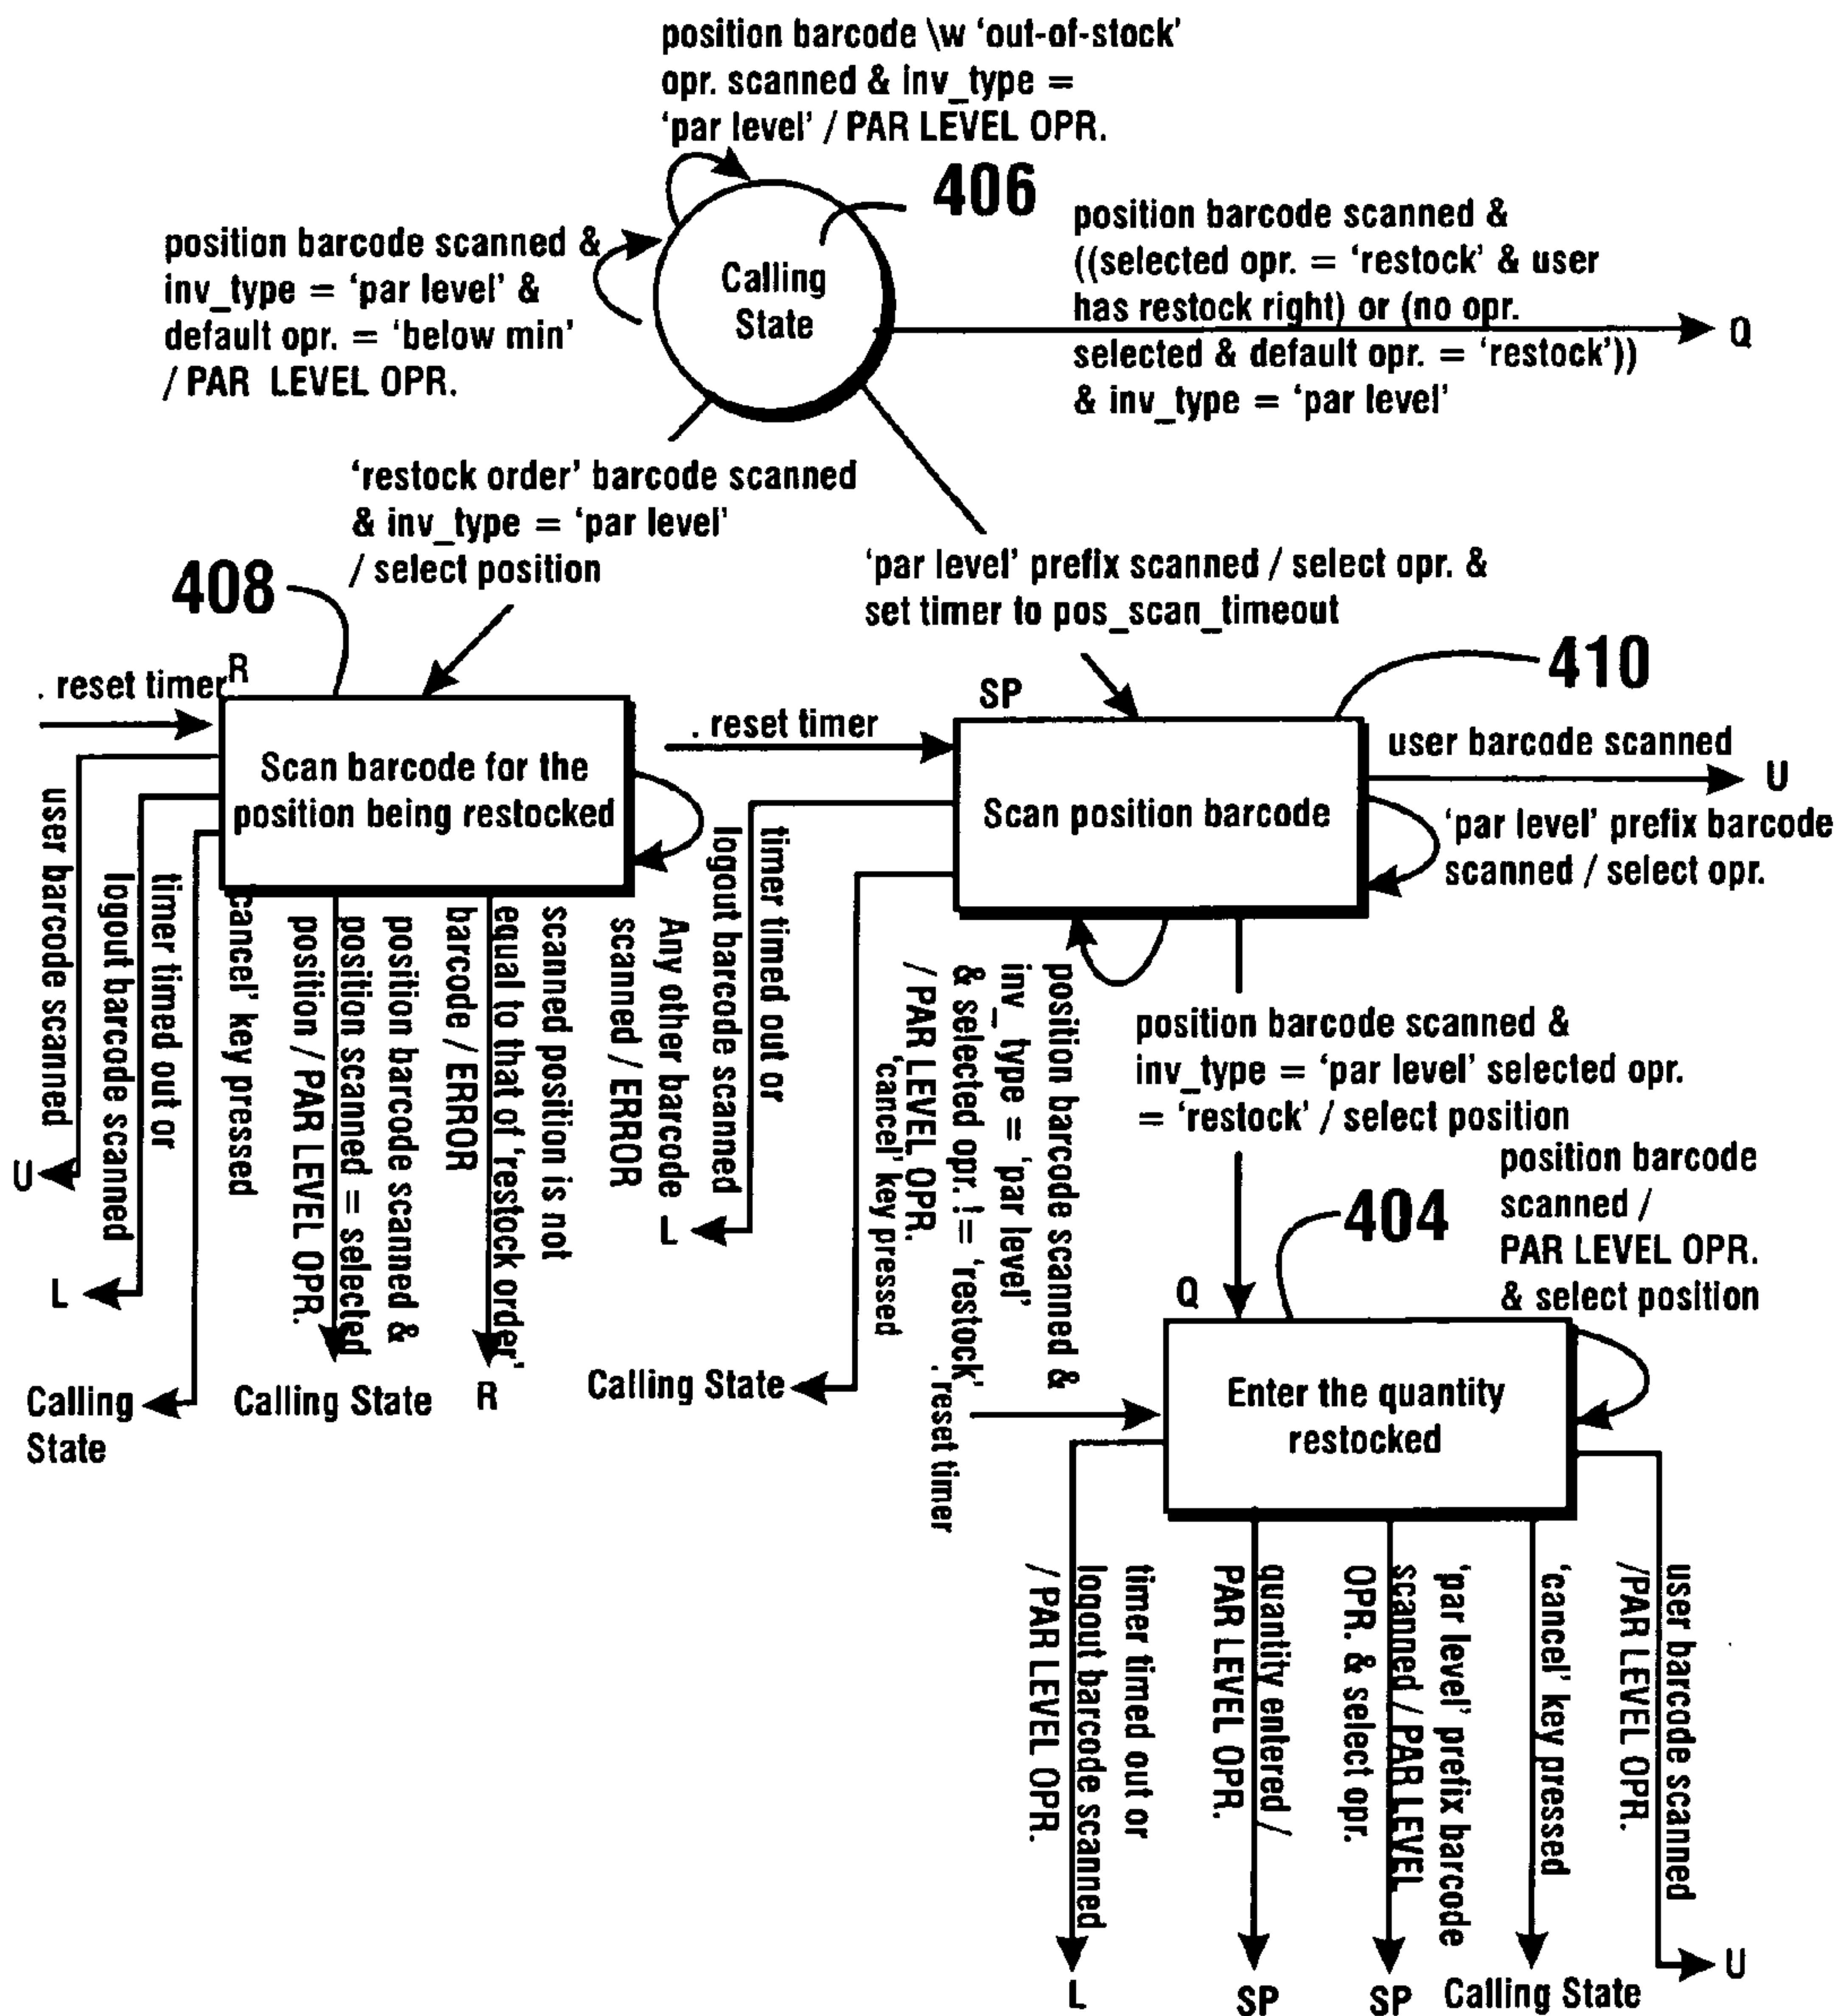 position barcode \w ‘out-of-stock’
opr. scanned & inv_type =
‘par level’ / PAR LEVEL OPR.
406
position barcode scanned &
inv_type = ‘par level’ &
default opr. = ‘below min’
/ PAR LEVEL OPR.
Calling
State
position barcode scanned &
((selected opr. = ‘restock’ & user
has restock right) or (no opr.
selected & default opr. = ‘restock’))
& inv_type = ‘par level’
Q
‘restock order’ barcode scanned
& inv_type = ‘par level’
/ select position
408
‘par level’ prefix scanned / select opr. &
set timer to pos_scan_timeout
410
. reset timer
R
Scan barcode for the
position being restocked
. reset timer
SP
Scan position barcode
user barcode scanned
U
‘par level’ prefix barcode
scanned / select opr.
user barcode scanned
U
timer timed out or
logout barcode scanned
L
cancel’ key pressed
Calling
State
position barcode scanned &
position scanned = selected
position / PAR LEVEL OPR.
Calling State
scanned position is not
equal to that of ‘restock order’
barcode / ERROR
R
Any other barcode
scanned / ERROR
timer timed out or
logout barcode scanned
L
‘cancel’ key pressed
Calling State
position barcode scanned &
inv_type = ‘par level’
& selected opr. != ‘restock’
/ PAR LEVEL OPR.
position barcode scanned &
inv_type = ‘par level’ selected opr.
= ‘restock’ / select position
404
position barcode
scanned /
PAR LEVEL OPR.
& select position
Q
. reset timer
Enter the quantity
restocked
timer timed out or
logout barcode scanned
/ PAR LEVEL OPR.
L
quantity entered /
PAR LEVEL OPR.
SP
‘par level’ prefix barcode
scanned / PAR LEVEL
OPR. & select opr.
SP
‘cancel’ key pressed
Calling State
user barcode scanned
/PAR LEVEL OPR.
U